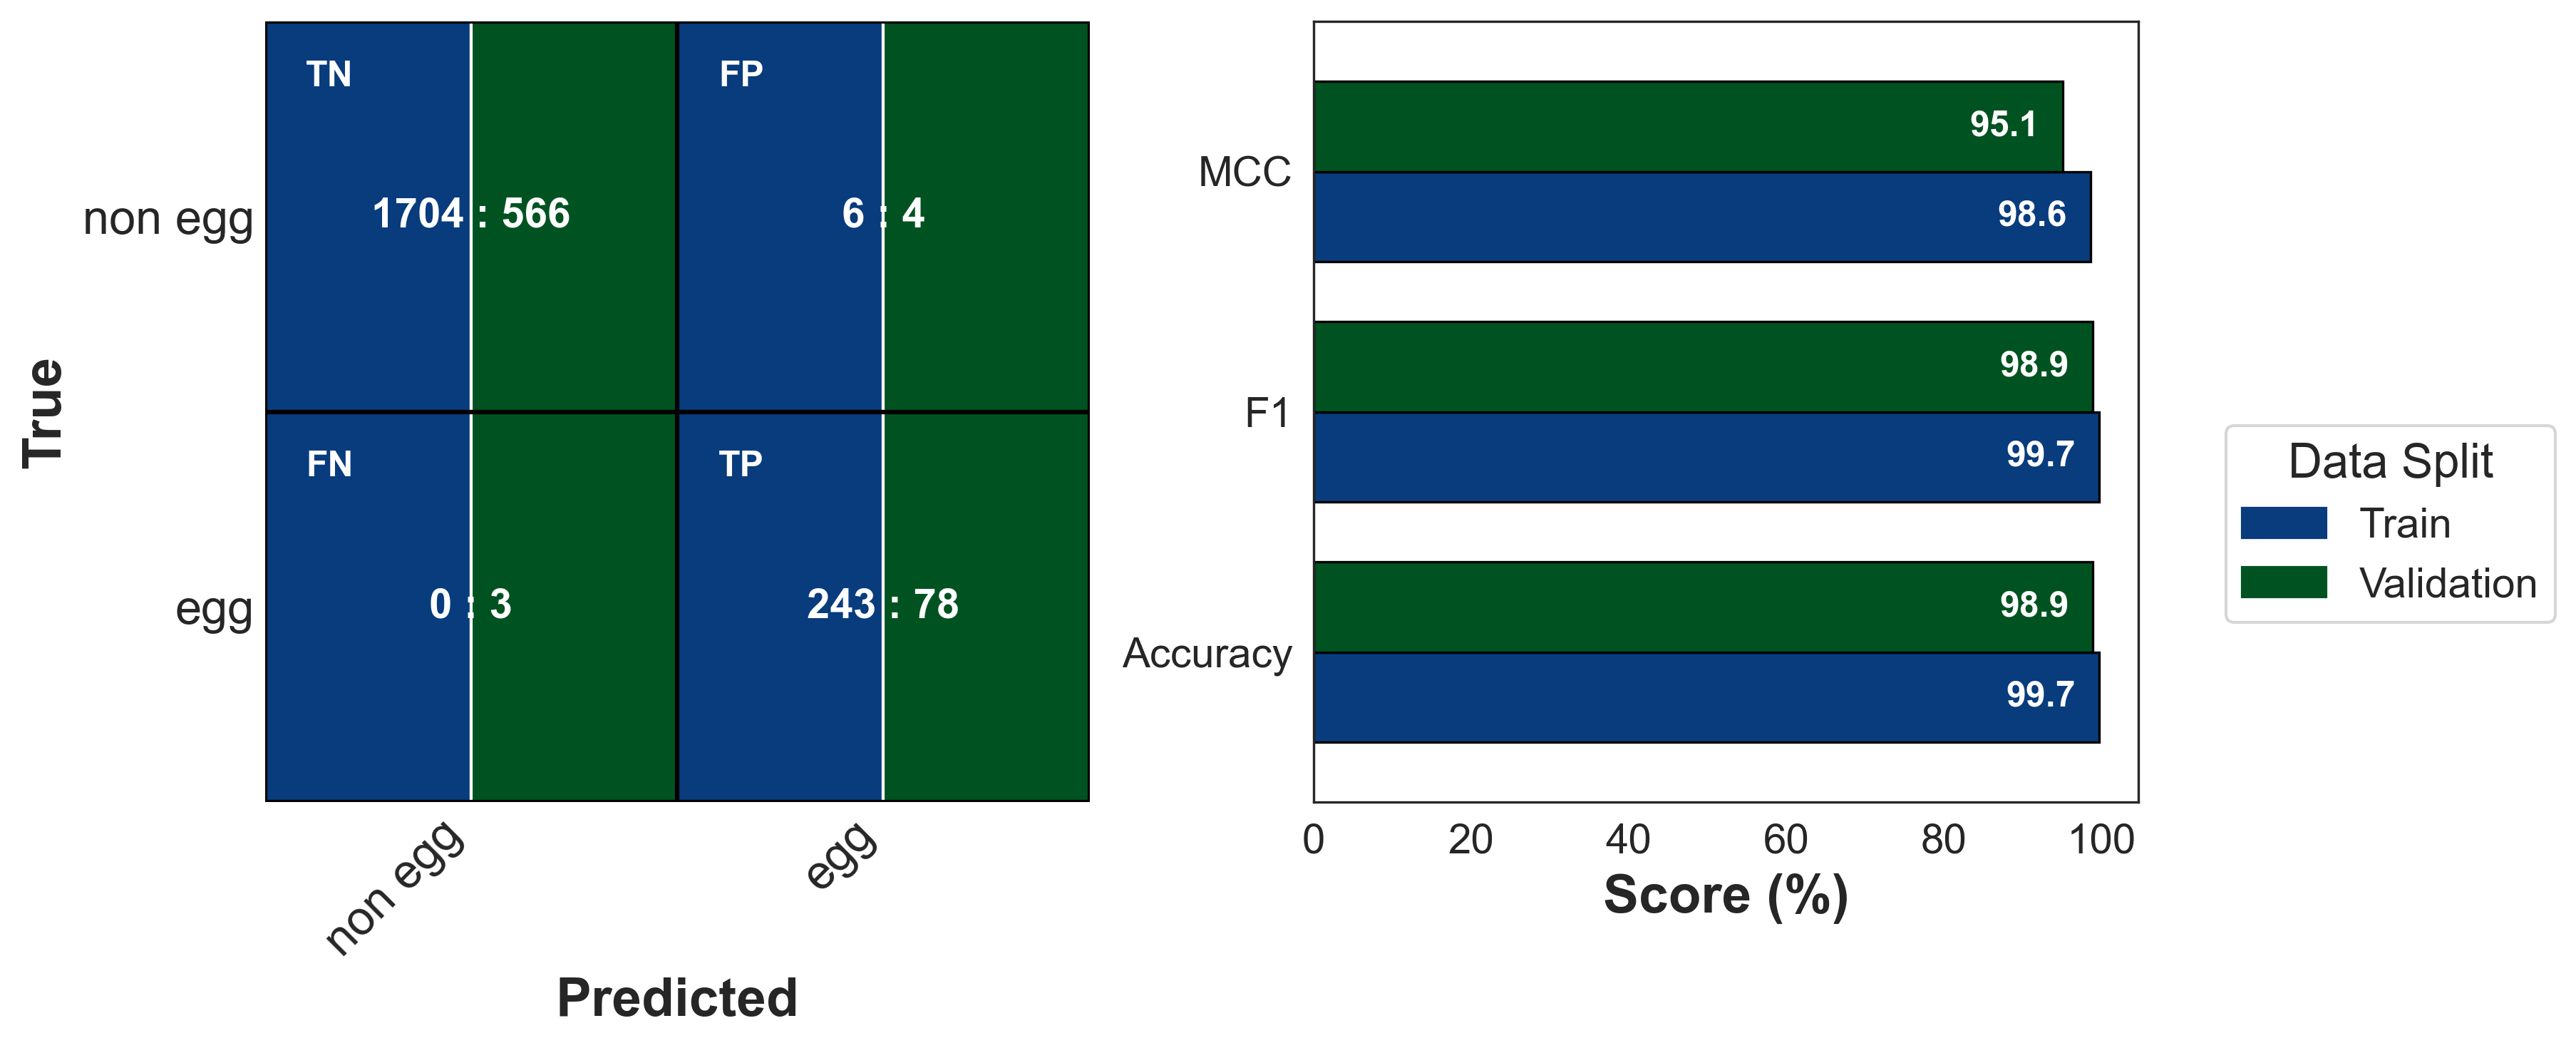 TN
FP
1704 : 566
6 : 4
non egg
FN
TP
0 : 3
243 : 78
egg
True
non egg
egg
Predicted
MCC
95.1
98.6
F1
98.9
99.7
Accuracy
98.9
99.7
0 20 40 60 80 100
Score (%)
Data Split
Train
Validation